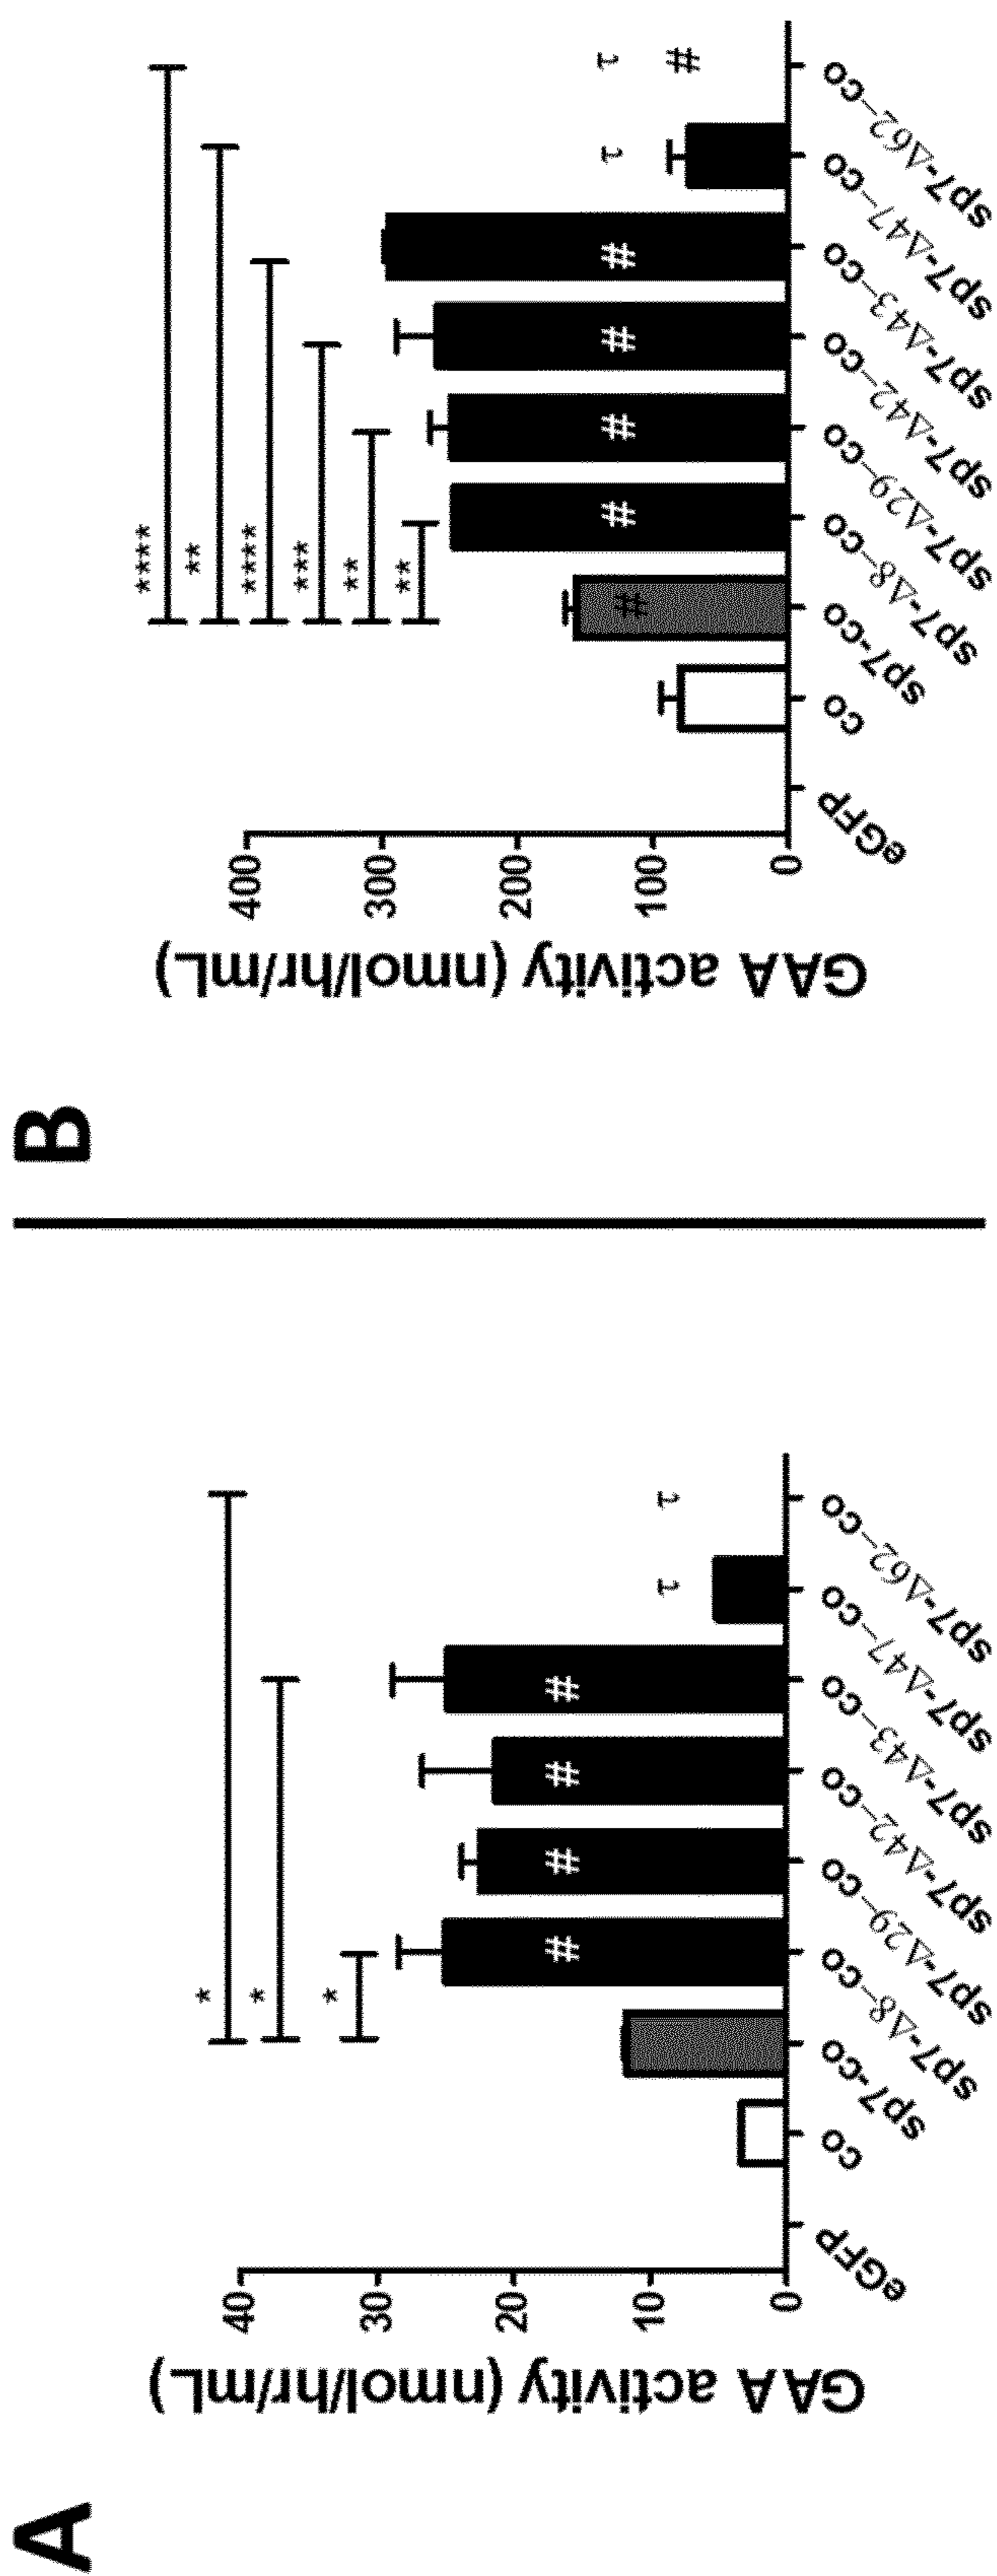 A
GAA activity (nmol/hr/mL)
40
30
20
10
0
*
*
*
#
#
#
#
τ
τ
eGFP
co
sp7-co
sp7-Δ8-co
sp7-Δ29-co
sp7-Δ42-co
sp7-Δ43-co
sp7-Δ47-co
sp7-Δ62-co
B
GAA activity (nmol/hr/mL)
400
300
200
100
0
****
**
****
***
**
**
#
#
#
#
#
τ
τ
#
eGFP
co
sp7-co
sp7-Δ8-co
sp7-Δ29-co
sp7-Δ42-co
sp7-Δ43-co
sp7-Δ47-co
sp7-Δ62-co